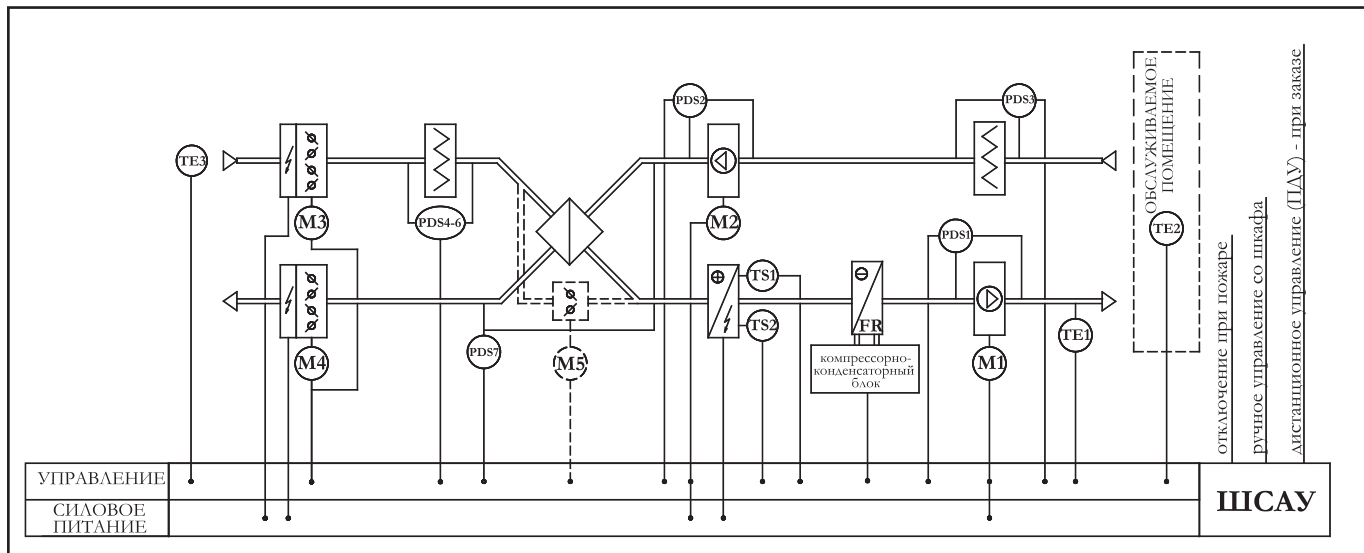 TE3
M3
M4
PDS4-6
PDS7
M5
PDS2
M2
TS1
TS2
FR
компрессорно-
конденсаторный
блок
PDS3
PDS1
M1
TE1
ОБСЛУЖИВАЕМОЕ
ПОМЕЩЕНИЕ
TE2
отключение при пожаре
ручное управление со шкафа
дистанционное управление (ПДУ) - при заказе
УПРАВЛЕНИЕ
СИЛОВОЕ
ПИТАНИЕ
ШСАУ